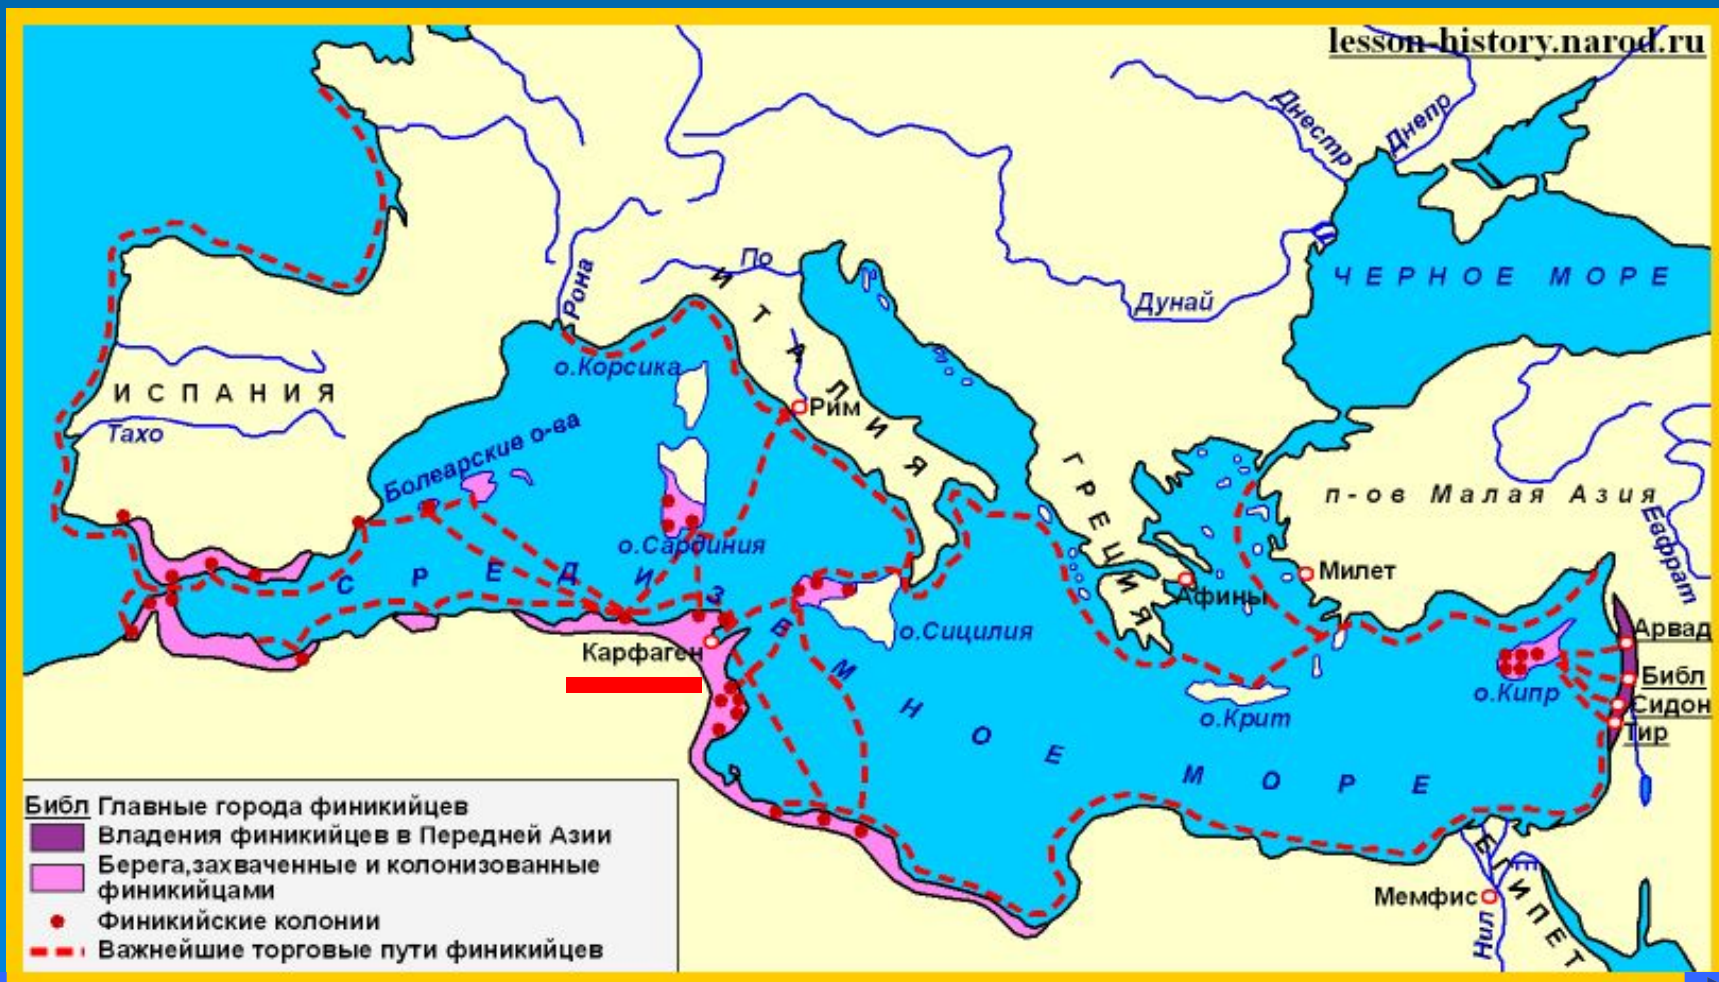 lesson-history.narod.ru
Днестр
Днепр
ЧЕРНОЕ МОРЕ
Дунай
По
Рона
ИТАЛИЯ
о.Корсика
ИСПАНИЯ
Тахо
Болеарские о-ва
Рим
ГРЕЦИЯ
п-ов Малая Азия
Евфрат
о.Сардиния
СРЕДИЗЕМНОЕ МОРЕ
Милет
Афины
о.Сицилия
Карфаген
Арвад
Библ
Сидон
Тир
о.Кипр
о.Крит
ЕГИПЕТ
Мемфис
Нил
Библ Главные города финикийцев
Владения финикийцев в Передней Азии
Берега,захваченные и колонизованные
финикийцами
Финикийские колонии
Важнейшие торговые пути финикийцев